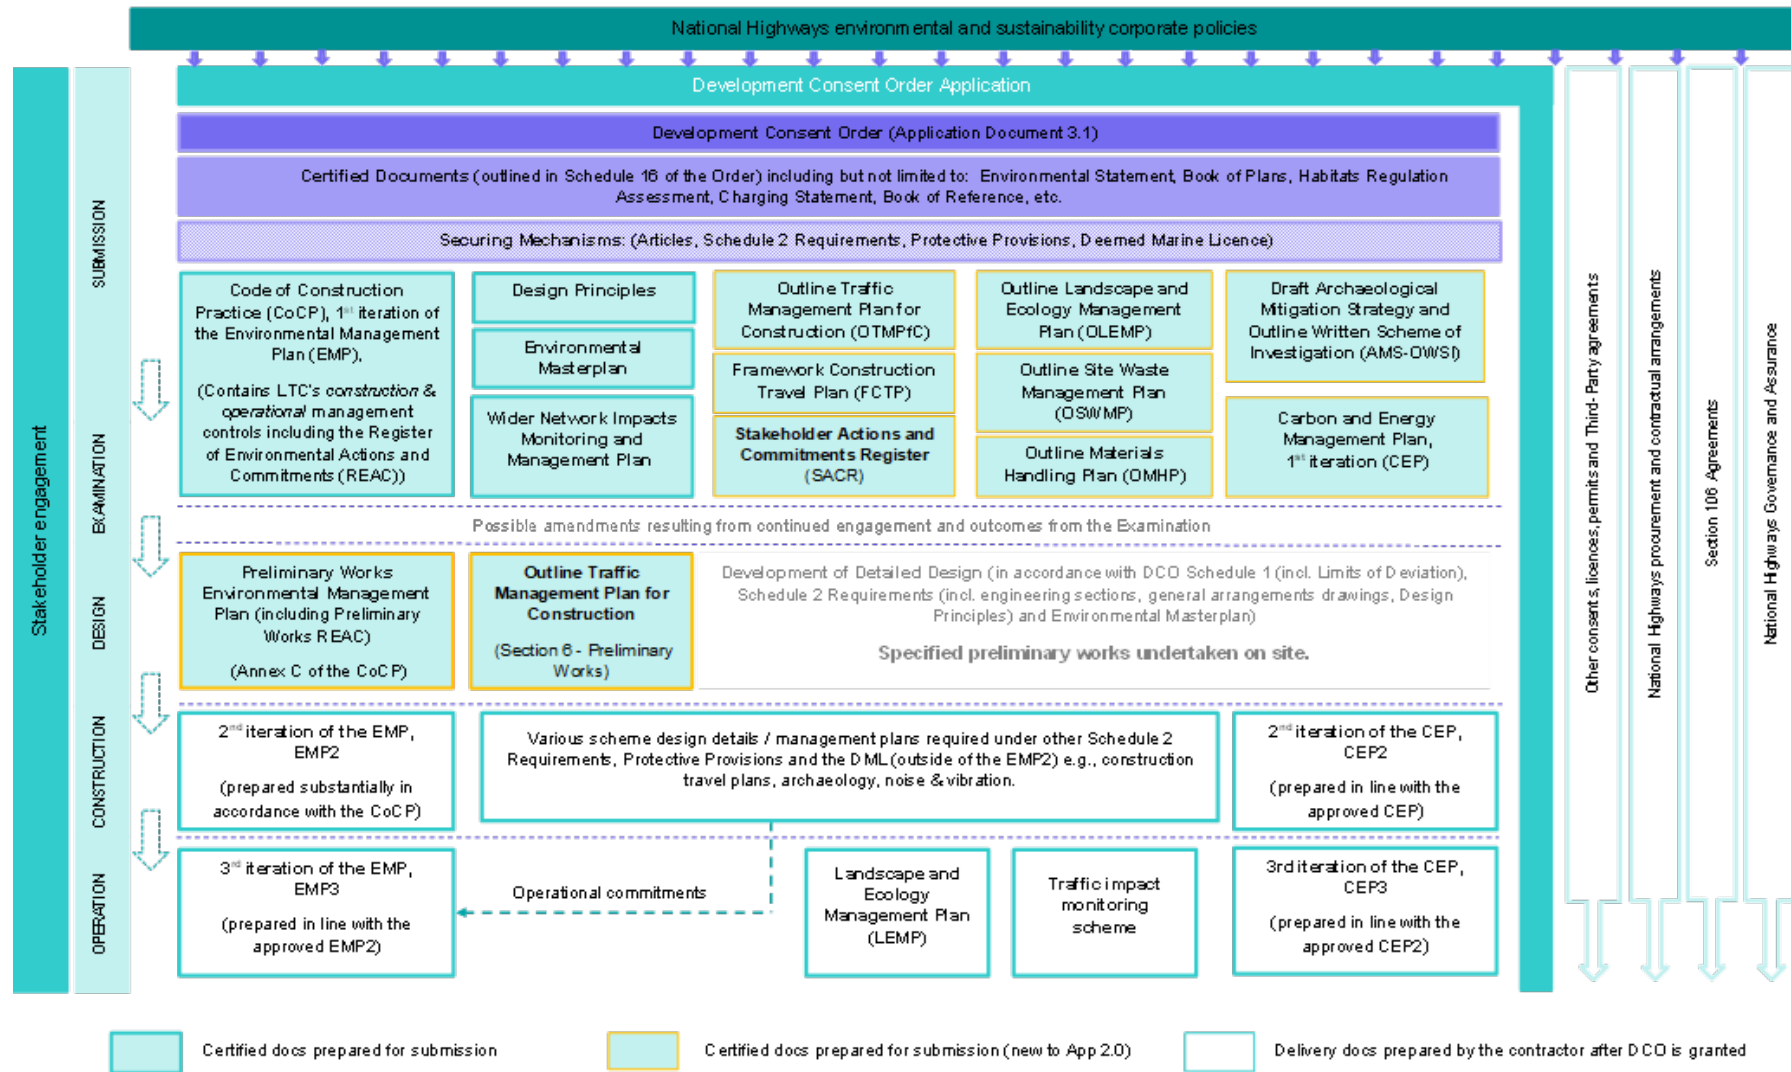 National Highways environmental and sustainability corporate policies
Development Consent Order Application
Development Consent Order (Application Document 3.1)
Certified Documents (outlined in Schedule 16 of the Order) including but not limited to: Environmental Statement, Book of Plans, Habitats Regulation
Assessment, Charging Statement, Book of Reference, etc.
Securing Mechanisms: (Articles, Schedule 2 Requirements, Protective Provisions, Deemed Marine Licence)
Stakeholder engagement
SUBMISSION
EXAMINATION
DESIGN
CONSTRUCTION
OPERATION
Code of Construction
Practice (CoCP), 1st iteration of
the Environmental Management
Plan (EMP),
(Contains LTC's construction &
operational management
controls including the Register
of Environmental Actions and
Commitments (REAC))
Design Principles
Environmental
Masterplan
Wider Network Impacts
Monitoring and
Management Plan
Outline Traffic
Management Plan for
Construction (OTMPfC)
Framework Construction
Travel Plan (FCTP)
Stakeholder Actions and
Commitments Register
(SACR)
Outline Landscape and
Ecology Management
Plan (OLEMP)
Outline Site Waste
Management Plan
(OSWMP)
Outline Materials
Handling Plan (OMHP)
Draft Archaeological
Mitigation Strategy and
Outline Written Scheme of
Investigation (AMS-OWSI)
Carbon and Energy
Management Plan,
1st iteration (CEP)
Possible amendments resulting from continued engagement and outcomes from the Examination
Preliminary Works
Environmental Management
Plan (including Preliminary
Works REAC)
(Annex C of the CoCP)
Outline Traffic
Management Plan for
Construction
(Section 6 - Preliminary
Works)
Development of Detailed Design (in accordance with DCO Schedule 1 (incl. Limits of Deviation),
Schedule 2 Requirements (incl. engineering sections, general arrangements drawings, Design
Principles) and Environmental Masterplan)
Specified preliminary works undertaken on site.
2nd iteration of the EMP,
EMP2
(prepared substantially in
accordance with the CoCP)
Various scheme design details / management plans required under other Schedule 2
Requirements, Protective Provisions and the DML (outside of the EMP2) e.g., construction
travel plans, archaeology, noise & vibration.
2nd iteration of the CEP,
CEP2
(prepared in line with the
approved CEP)
3rd iteration of the EMP,
EMP3
(prepared in line with the
approved EMP2)
Operational commitments
Landscape and
Ecology
Management Plan
(LEMP)
Traffic impact
monitoring
scheme
3rd iteration of the CEP,
CEP3
(prepared in line with the
approved CEP2)
Other consents, licences, permits and Third-Party agreements
National Highways procurement and contractual arrangements
Section 106 Agreements
National Highways Governance and Assurance
Certified docs prepared for submission
Certified docs prepared for submission (new to App 2.0)
Delivery docs prepared by the contractor after DCO is granted